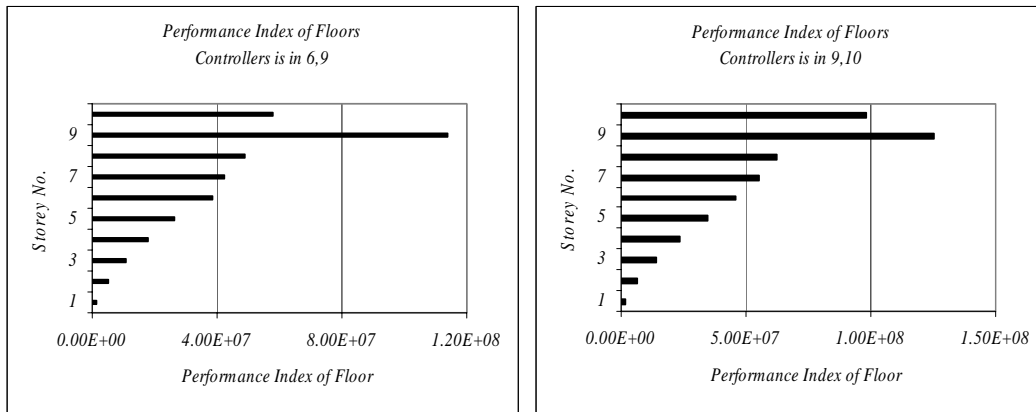 Performance Index of Floors
Controllers is in 6,9
Storey No.
9
7
5
3
1
0.00E+00 4.00E+07 8.00E+07 1.20E+08
Performance Index of Floor
Performance Index of Floors
Controllers is in 9,10
Storey No.
9
7
5
3
1
0.00E+00 5.00E+07 1.00E+08 1.50E+08
Performance Index of Floor